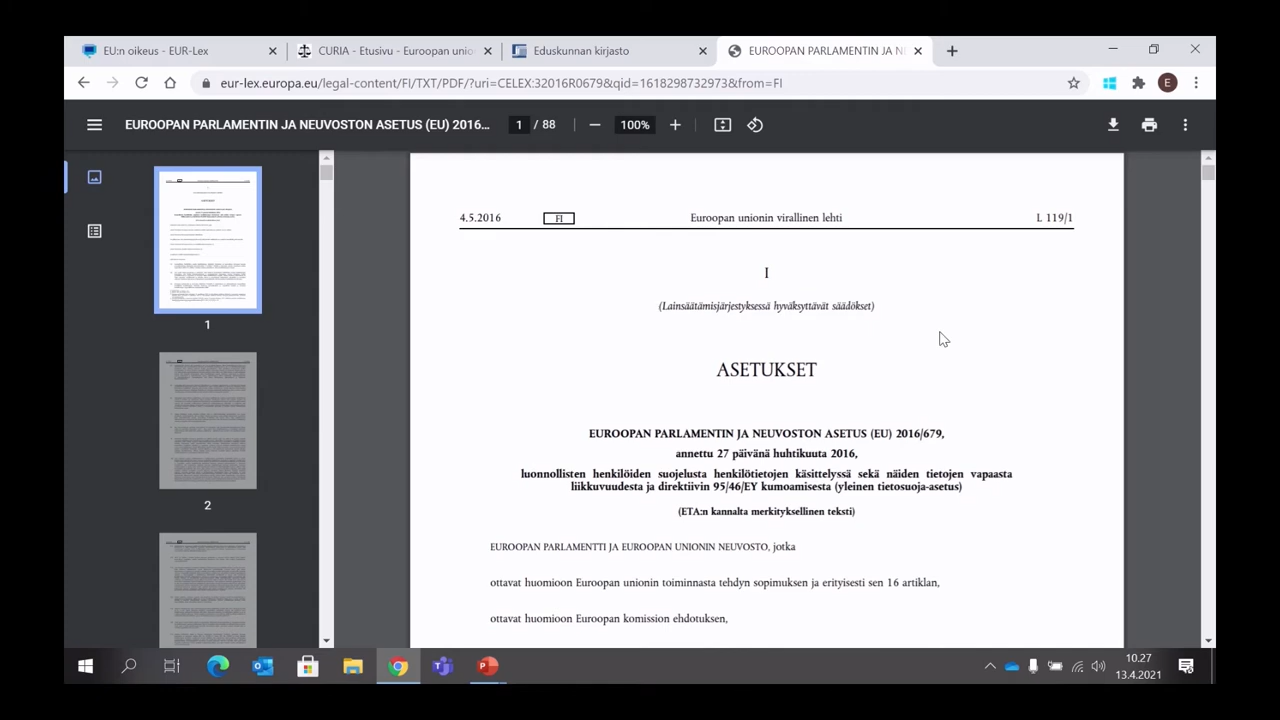 EU:n oikeus - EUR-Lex
CURIA - Etusivu - Euroopan unio
Eduskunnan kirjasto
EUROOPAN PARLAMENTIN JA NE
eur-lex.europa.eu/legal-content/FI/TXT/PDF/?uri=CELEX:32016R0679&qid=1618298732973&from=FI
E
EUROOPAN PARLAMENTIN JA NEUVOSTON ASETUS (EU) 2016...
1 / 88
100%
1
2
4.5.2016 FI Euroopan unionin virallinen lehti L 119/1
I
(Lainsäätämisjärjestyksessä hyväksyttävät säädökset)
ASETUKSET
EUROOPAN PARLAMENTIN JA NEUVOSTON ASETUS (EU) 2016/679,
annettu 27 päivänä huhtikuuta 2016,
luonnollisten henkilöiden suojelusta henkilötietojen käsittelyssä sekä näiden tietojen vapaasta
liikkuvuudesta ja direktiivin 95/46/EY kumoamisesta (yleinen tietosuoja-asetus)
(ETA:n kannalta merkityksellinen teksti)
EUROOPAN PARLAMENTTI JA EUROOPAN UNIONIN NEUVOSTO, jotka
ottavat huomioon Euroopan unionin toiminnasta tehdyn sopimuksen ja erityisesti sen 16 artiklan,
ottavat huomioon Euroopan komission ehdotuksen,
10.27
13.4.2021